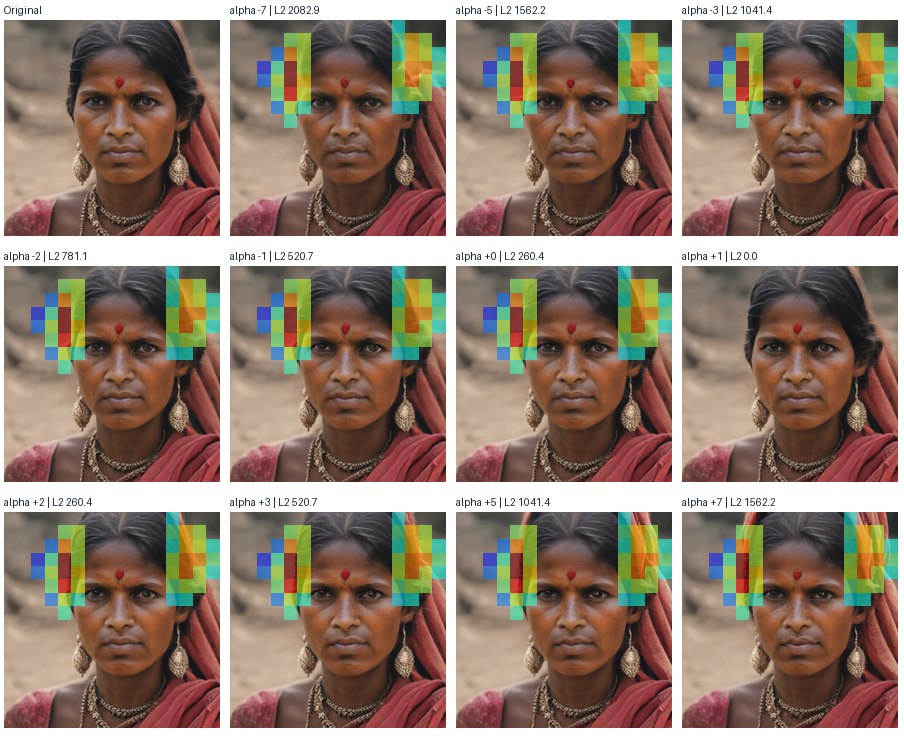 Original
alpha -7 | L2 2082.9
alpha -5 | L2 1562.2
alpha -3 | L2 1041.4
alpha -2 | L2 781.1
alpha -1 | L2 520.7
alpha +0 | L2 260.4
alpha +1 | L2 0.0
alpha +2 | L2 260.4
alpha +3 | L2 520.7
alpha +5 | L2 1041.4
alpha +7 | L2 1562.2